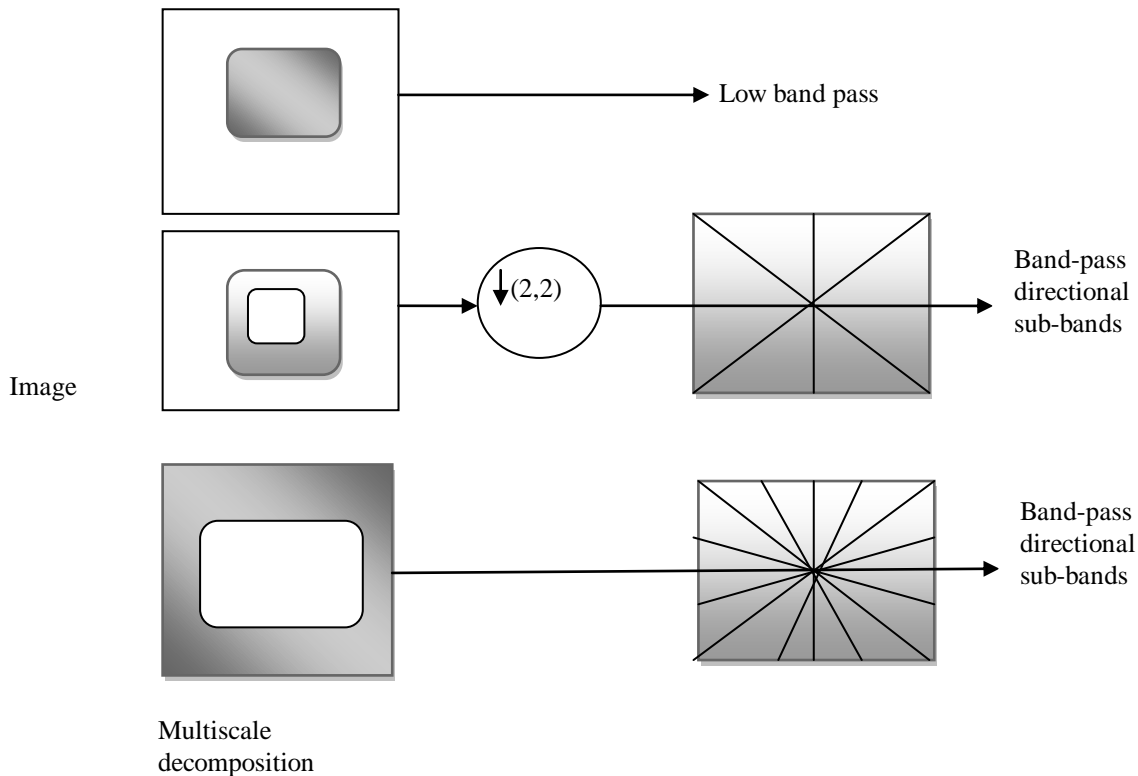 Low band pass
(2,2)
Band-pass
directional
sub-bands
Image
Band-pass
directional
sub-bands
Multiscale
decomposition